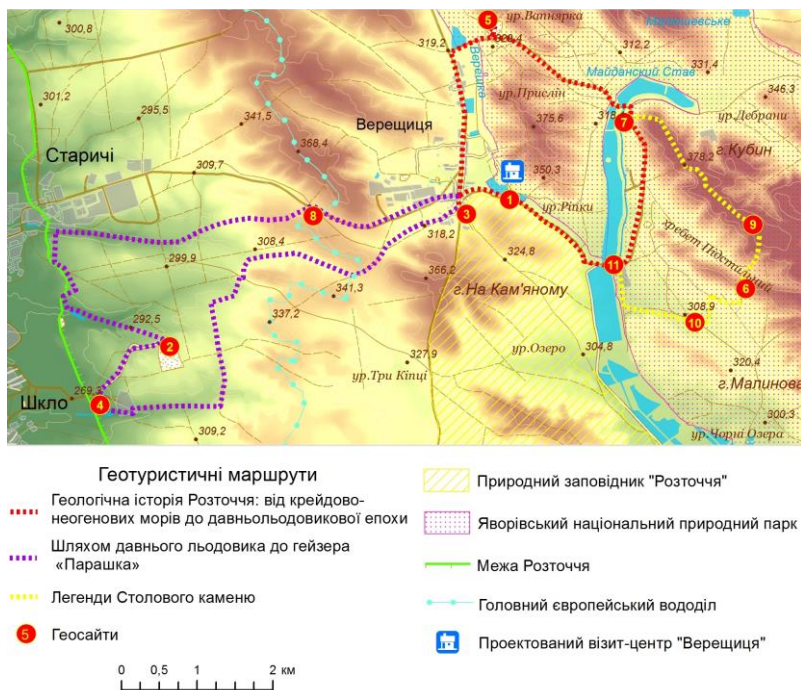 300,8
319,2
5
ур.Вапнярка
320,4
312,2
331,4
Майданский Став
346,3
301,2
295,5
341,5
368,4
Верещиця
Верещиця
ур.Прислін
375,6
7
ур.Дебрани
г.Кубин
378,2
Старичі
309,7
350,3
1
3
8
ур.Ріпки
318,2
9
хребет Підстільний
308,4
324,8
11
6
299,9
366,2
г.На Кам'яному
341,3
308,9
10
292,5
337,2
2
327,9
ур.Озеро
304,8
320,4
ур.Три Кіпці
г.Малинова
Шкло
269,2
4
300,3
309,2
ур.Чорні Озера
Геотуристичні маршрути
Геологічна історія Розточчя: від крейдово-
неогенових морів до давньольодовикової епохи
Шляхом давнього льодовика до гейзера
«Парашка»
Легенди Столового каменю
5 Геосайти
0 0,5 1 2 км
Природний заповідник "Розточчя"
Яворівський національний природний парк
Межа Розточчя
Головний європейський вододіл
Проектований візит-центр "Верещиця"